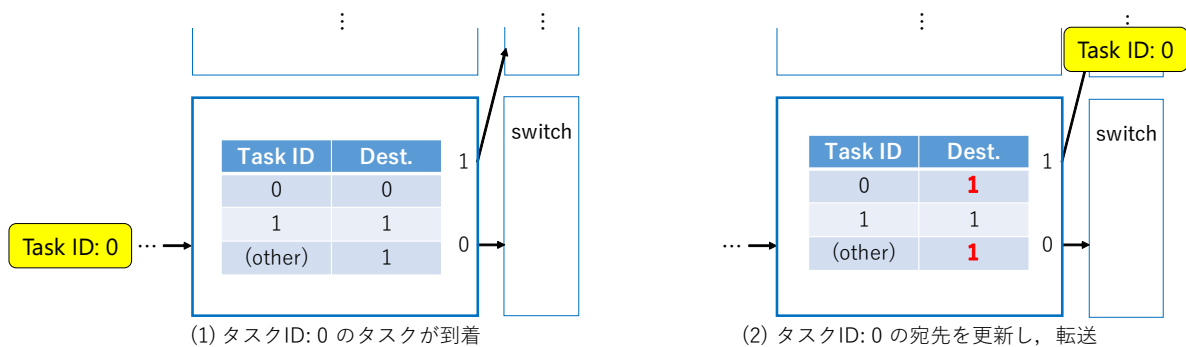 ⋮
⋮
switch
Task ID Dest.
0 0
1 1
(other) 1
1
0
Task ID: 0
…
(1) タスクID: 0 のタスクが到着
⋮
⋮
Task ID: 0
switch
Task ID Dest.
0 1
1 1
(other) 1
1
0
…
(2) タスクID: 0 の宛先を更新し，転送